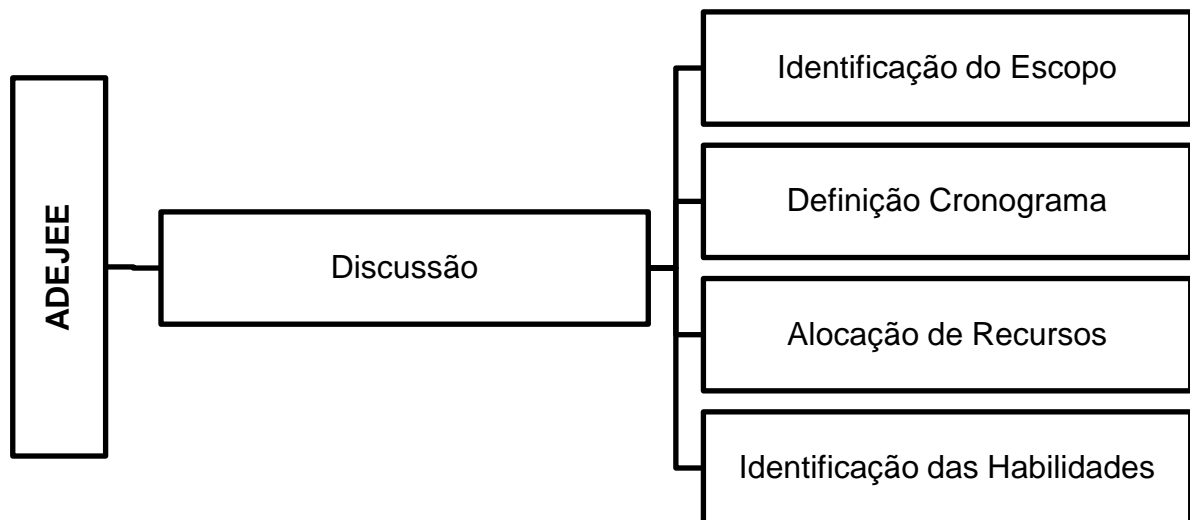 ADEJEE
Discussão
Identificação do Escopo
Definição Cronograma
Alocação de Recursos
Identificação das Habilidades